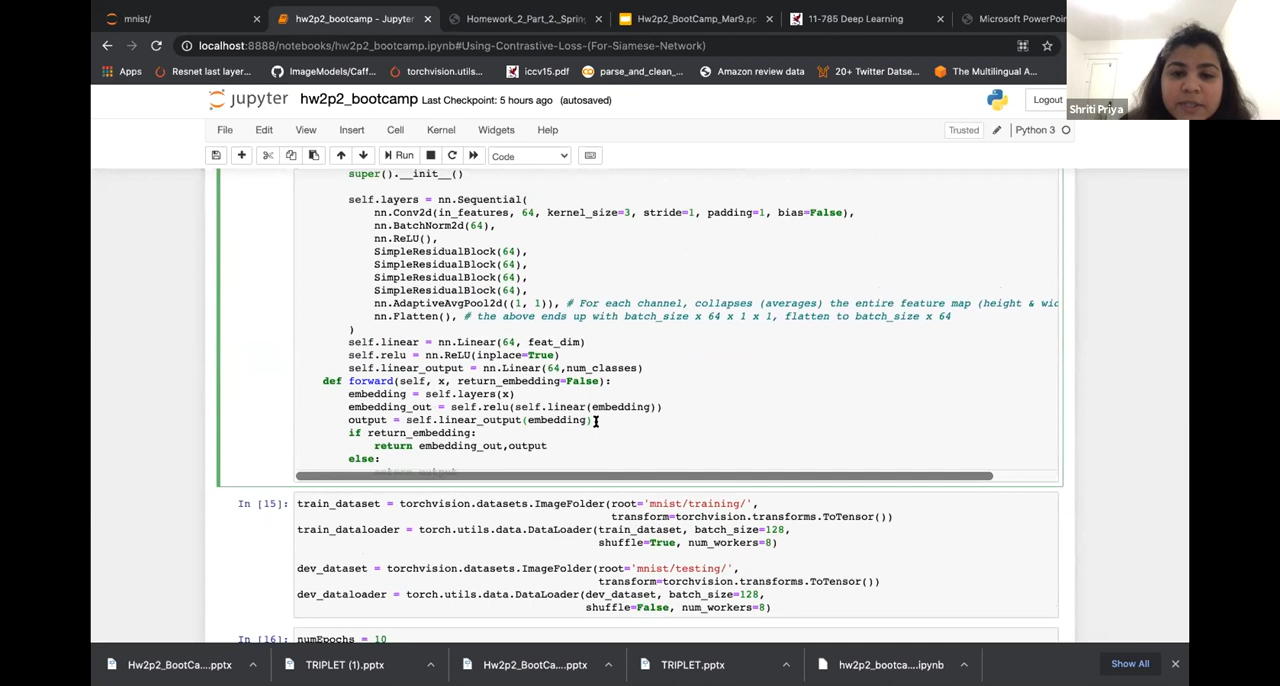 mnist/
hw2p2_bootcamp - Jupyter
Homework_2_Part_2._Spring
Hw2p2_BootCamp_Mar9.pp
11-785 Deep Learning
Microsoft PowerPoin
localhost:8888/notebooks/hw2p2_bootcamp.ipynb#Using-Contrastive-Loss-(For-Siamese-Network)
Apps
Resnet last layer...
ImageModels/Caff...
torchvision.utils...
iccv15.pdf
parse_and_clean_...
Amazon review data
20+ Twitter Datse...
The Multilingual A...
Shriti Priya
jupyter hw2p2_bootcamp Last Checkpoint: 5 hours ago (autosaved)
Logout
File Edit View Insert Cell Kernel Widgets Help
Trusted
Python 3
Run
Code
super().__init__()
self.layers = nn.Sequential(
nn.Conv2d(in_features, 64, kernel_size=3, stride=1, padding=1, bias=False),
nn.BatchNorm2d(64),
nn.ReLU(),
SimpleResidualBlock(64),
SimpleResidualBlock(64),
SimpleResidualBlock(64),
SimpleResidualBlock(64),
nn.AdaptiveAvgPool2d((1, 1)), # For each channel, collapses (averages) the entire feature map (height & wid
nn.Flatten(), # the above ends up with batch_size x 64 x 1 x 1, flatten to batch_size x 64
)
self.linear = nn.Linear(64, feat_dim)
self.relu = nn.ReLU(inplace=True)
self.linear_output = nn.Linear(64,num_classes)
def forward(self, x, return_embedding=False):
embedding = self.layers(x)
embedding_out = self.relu(self.linear(embedding))
output = self.linear_output(embedding)
if return_embedding:
return embedding_out,output
else:
return output
In [15]:
train_dataset = torchvision.datasets.ImageFolder(root='mnist/training/',
transform=torchvision.transforms.ToTensor())
train_dataloader = torch.utils.data.DataLoader(train_dataset, batch_size=128,
shuffle=True, num_workers=8)
dev_dataset = torchvision.datasets.ImageFolder(root='mnist/testing/',
transform=torchvision.transforms.ToTensor())
dev_dataloader = torch.utils.data.DataLoader(dev_dataset, batch_size=128,
shuffle=False, num_workers=8)
In [16]:
numEpochs = 10
Hw2p2_BootCa....pptx
TRIPLET (1).pptx
Hw2p2_BootCa....pptx
TRIPLET.pptx
hw2p2_bootca....ipynb
Show All